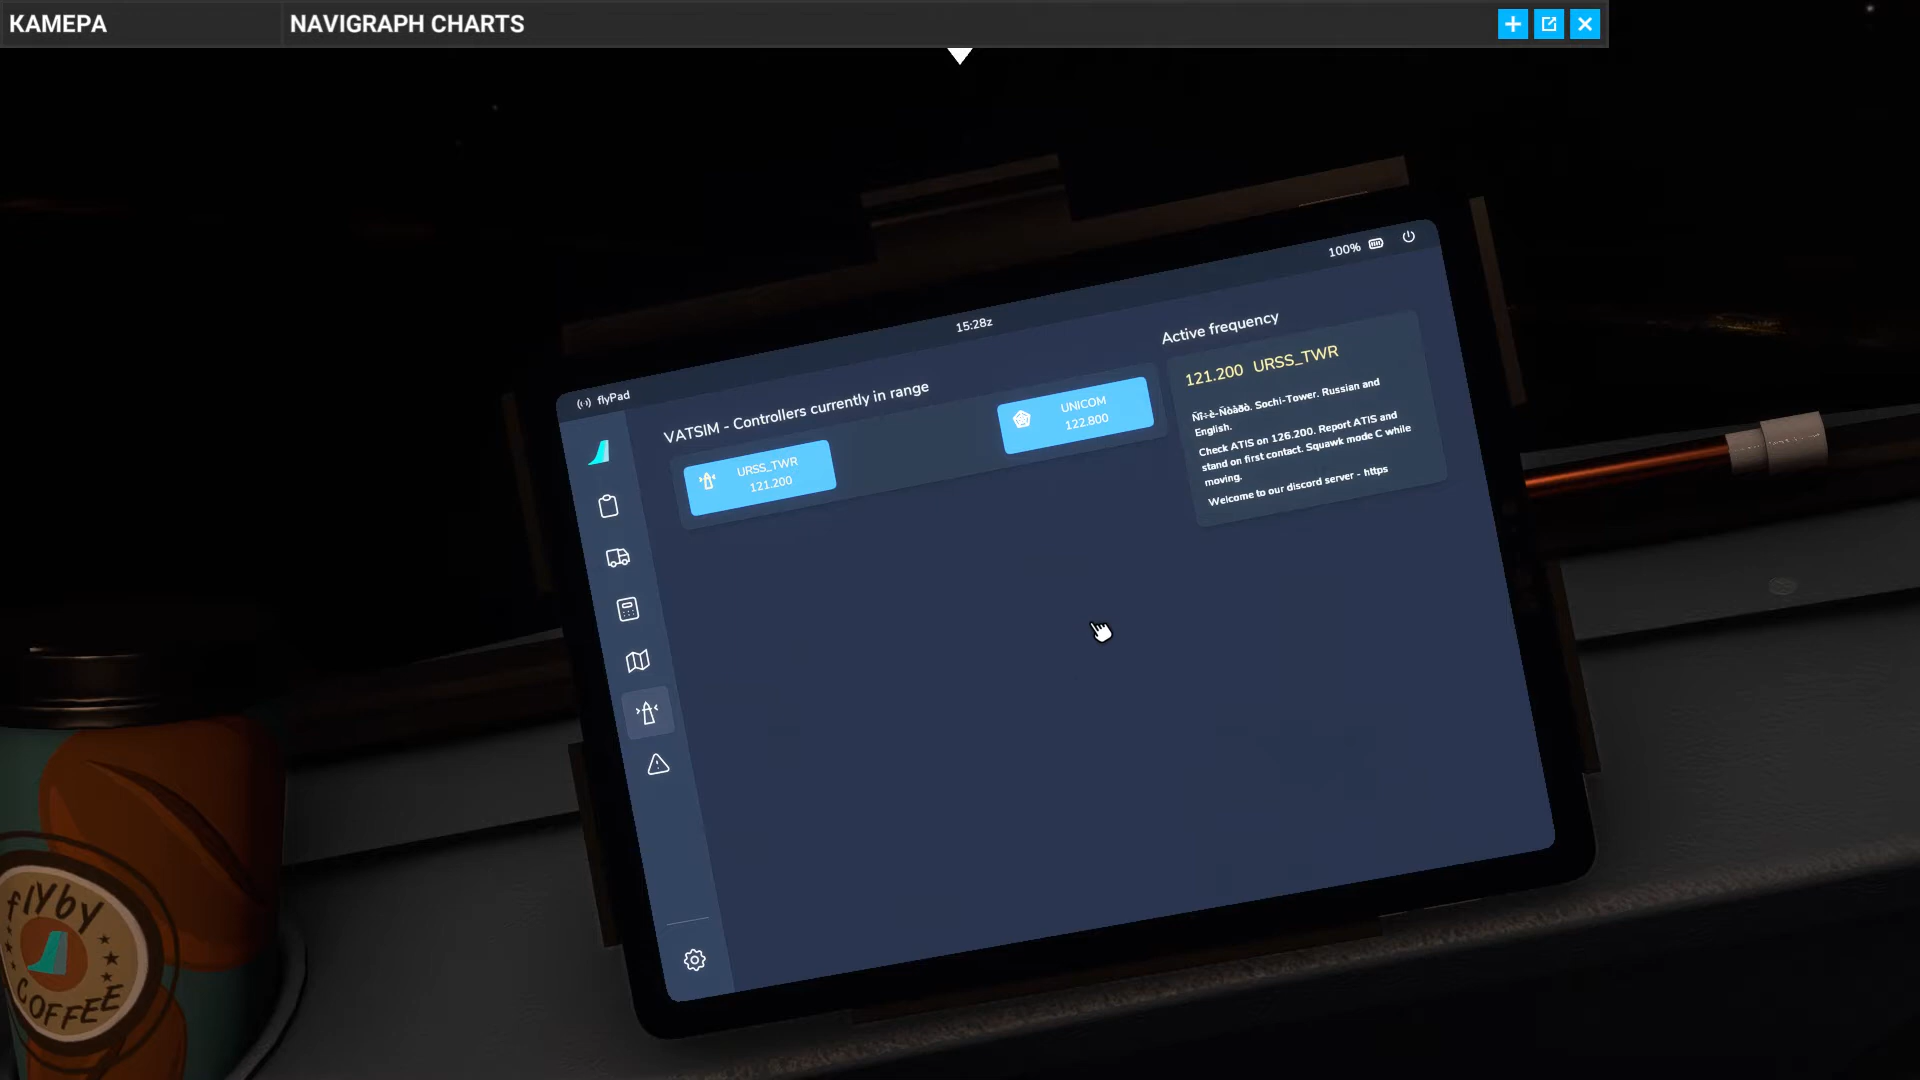 КАМЕРА
NAVIGRAPH CHARTS
100%
15:28z
flyPad
Active frequency
VATSIM - Controllers currently in range
121.200 URSS_TWR
URSS_TWR
121.200
UNICOM
122.800
Sochi-Tower. Russian and
English.
Check ATIS on 126.200. Report ATIS and
stand on first contact. Squawk mode C while
moving.
Welcome to our discord server - https
flyby
COFFEE